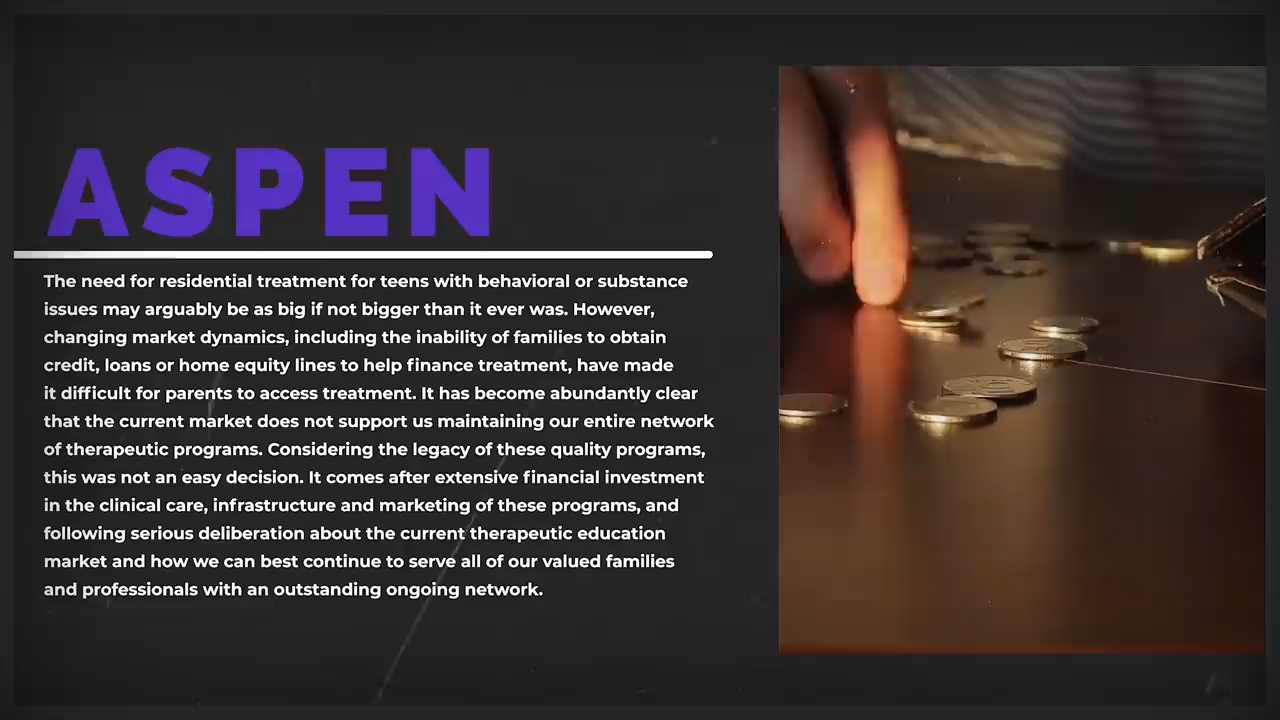 ASPEN
The need for residential treatment for teens with behavioral or substance
issues may arguably be as big if not bigger than it ever was. However,
changing market dynamics, including the inability of families to obtain
credit, loans or home equity lines to help finance treatment, have made
it difficult for parents to access treatment. It has become abundantly clear
that the current market does not support us maintaining our entire network
of therapeutic programs. Considering the legacy of these quality programs,
this was not an easy decision. It comes after extensive financial investment
in the clinical care, infrastructure and marketing of these programs, and
following serious deliberation about the current therapeutic education
market and how we can best continue to serve all of our valued families
and professionals with an outstanding ongoing network.